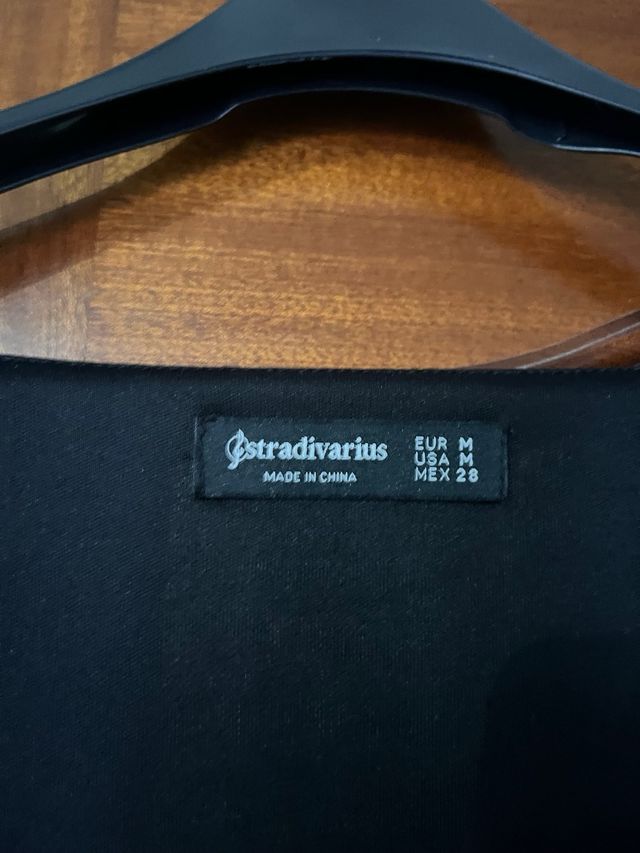 stradivarius
MADE IN CHINA
EUR M
USA M
MEX 28